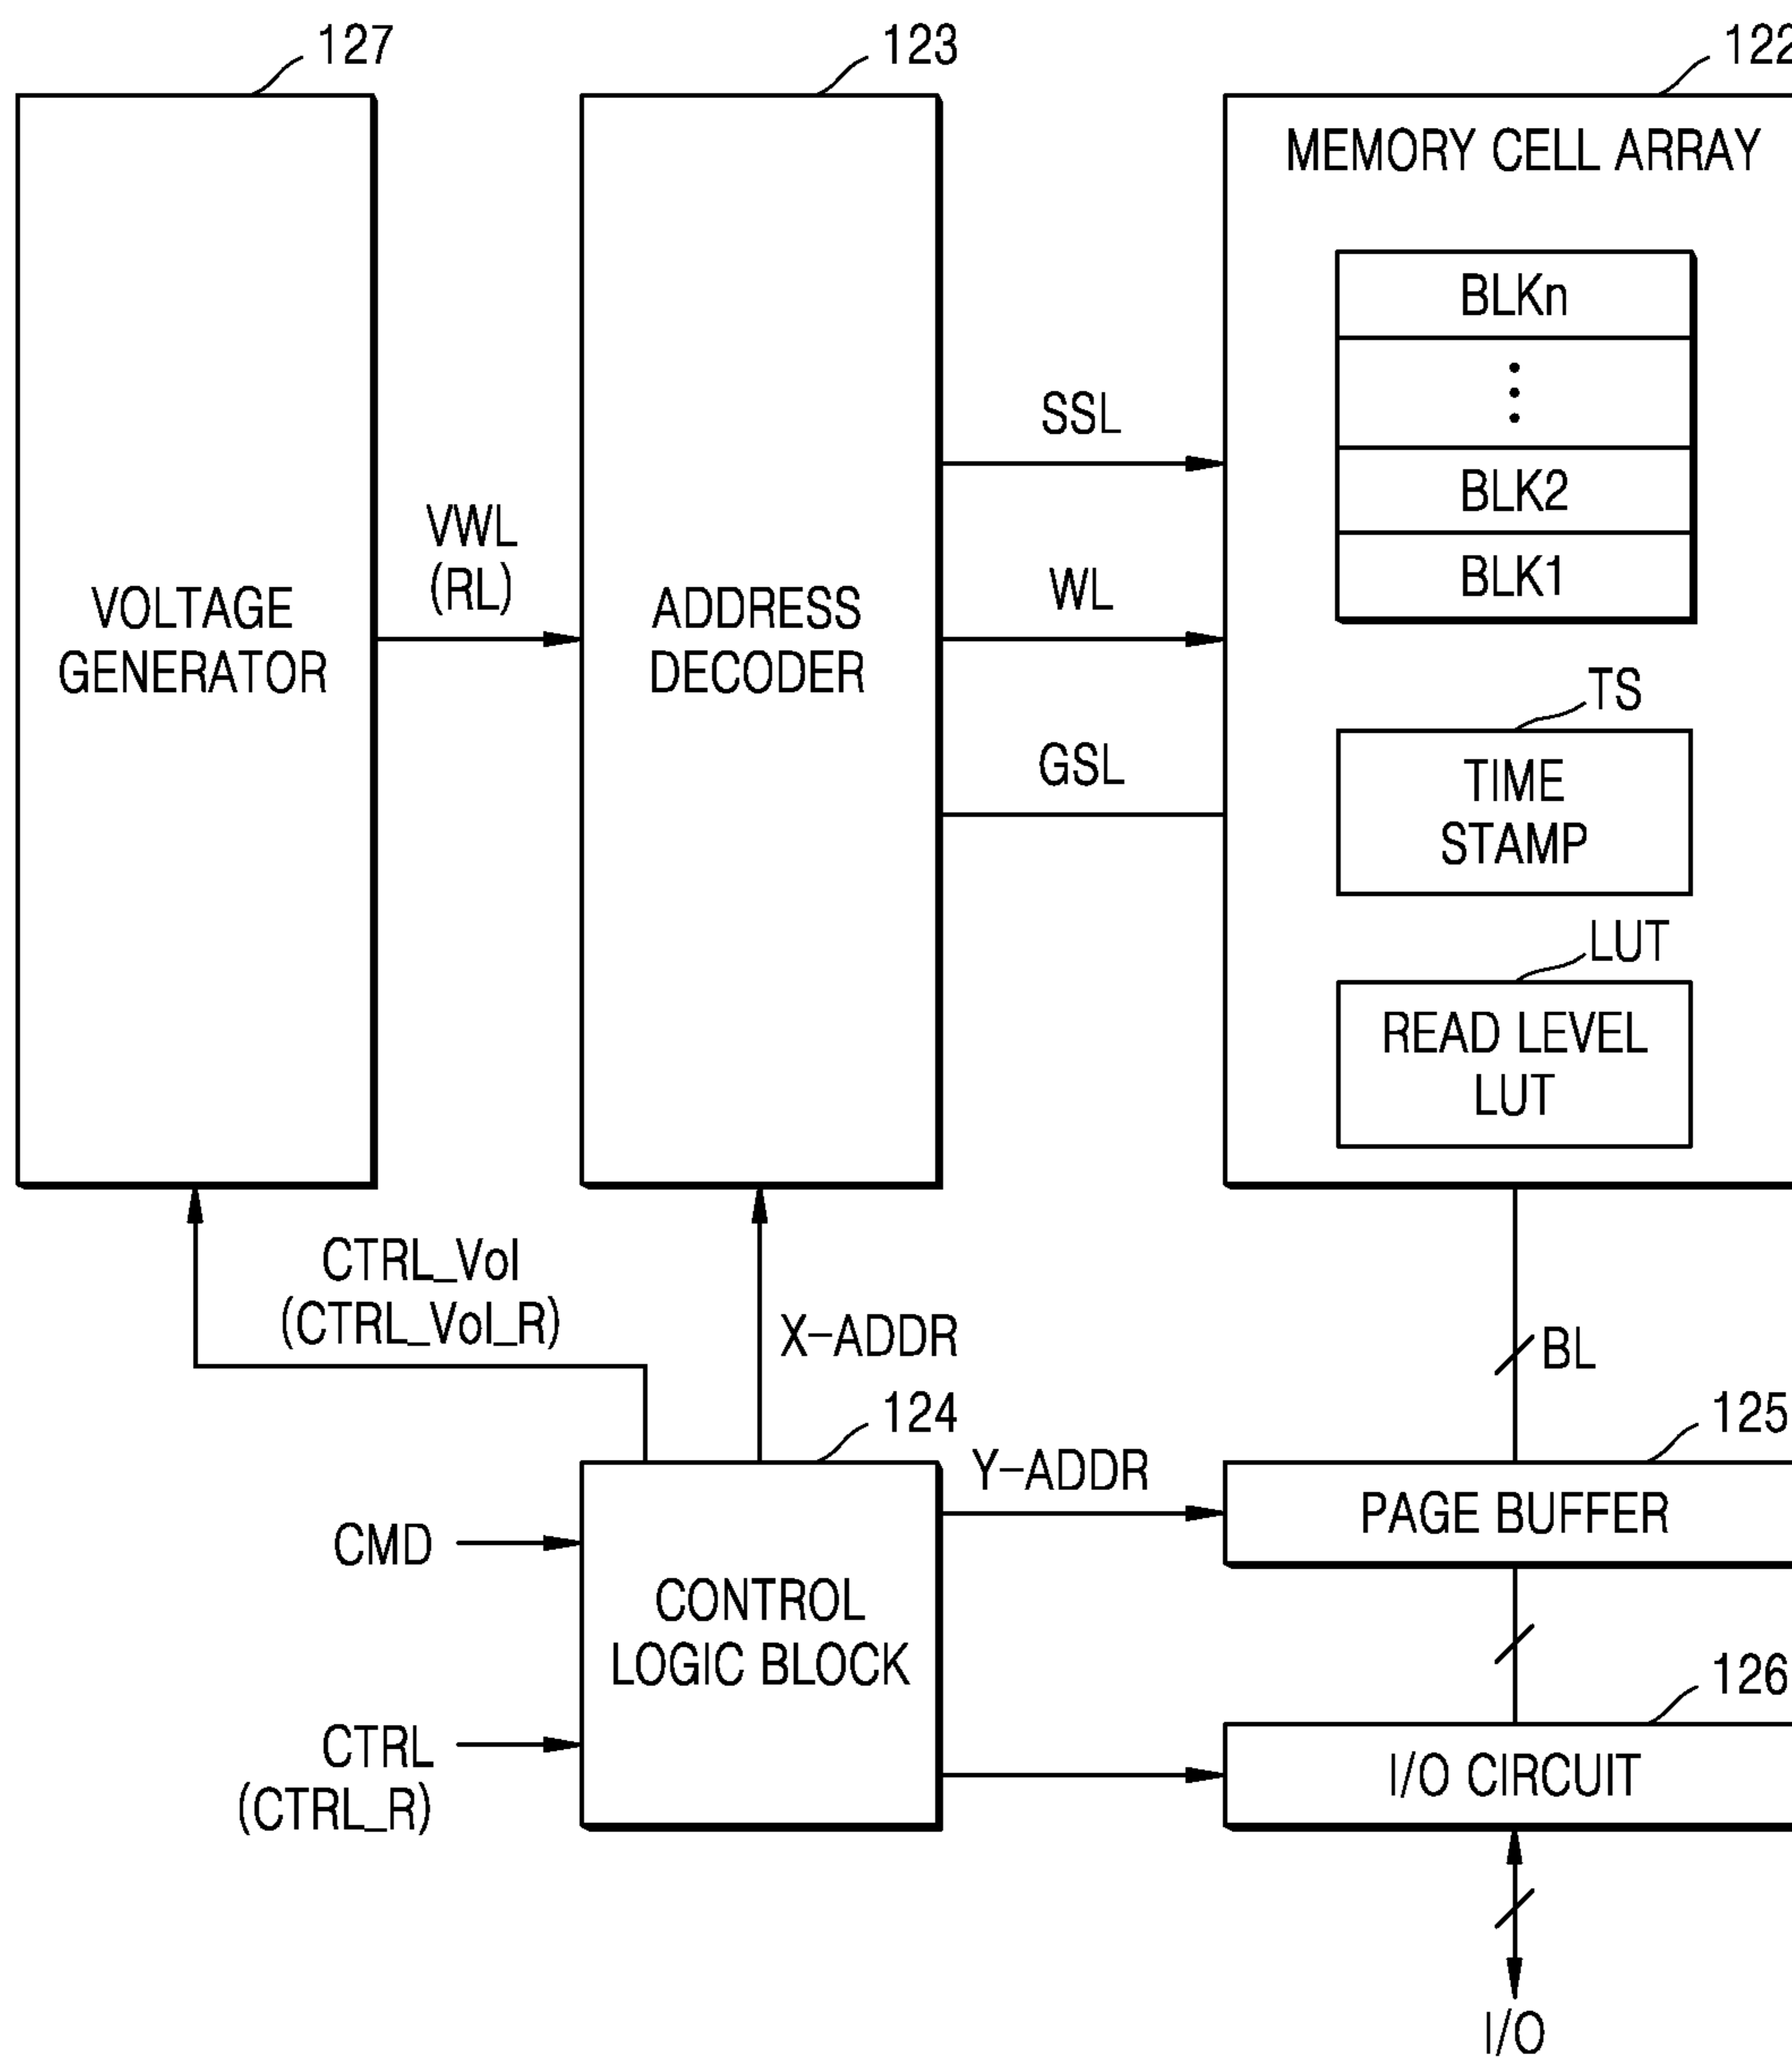 127
123
122
MEMORY CELL ARRAY
BLKn
BLK2
BLK1
SSL
VWL
(RL)
WL
GSL
VOLTAGE
GENERATOR
ADDRESS
DECODER
TS
TIME
STAMP
LUT
READ LEVEL
LUT
CTRL_Vol
(CTRL_Vol_R)
X-ADDR
BL
124
125
Y-ADDR
PAGE BUFFER
CMD
CONTROL
LOGIC BLOCK
126
CTRL
(CTRL_R)
I/O CIRCUIT
I/O